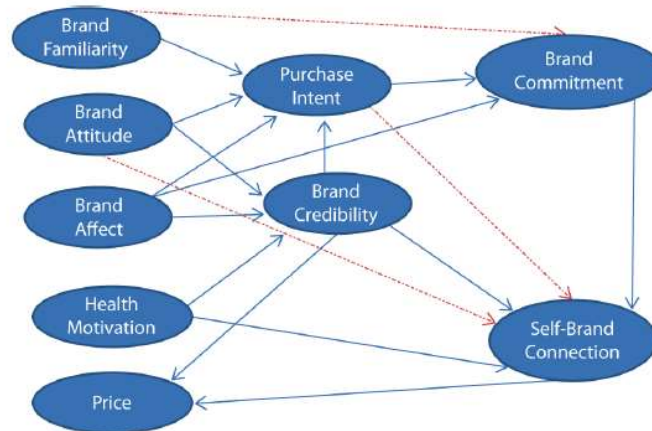 Brand
Familiarity
Purchase
Intent
Brand
Commitment
Brand
Attitude
Brand
Affect
Brand
Credibility
Health
Motivation
Self-Brand
Connection
Price